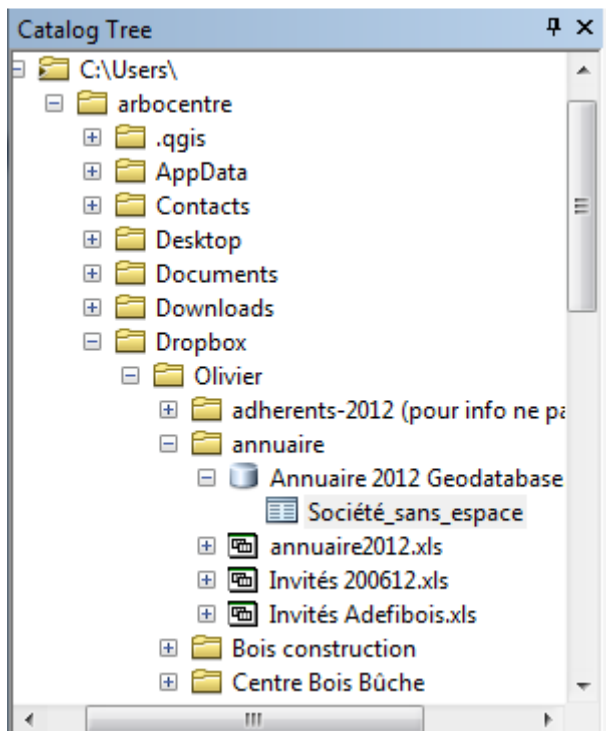 Catalog Tree
C:\Users\
arbocentre
.qgis
AppData
Contacts
Desktop
Documents
Downloads
Dropbox
Olivier
adherents-2012 (pour info ne pa
annuaire
Annuaire 2012 Geodatabase
Société_sans_espace
annuaire2012.xls
Invités 200612.xls
Invités Adefibois.xls
Bois construction
Centre Bois Bûche